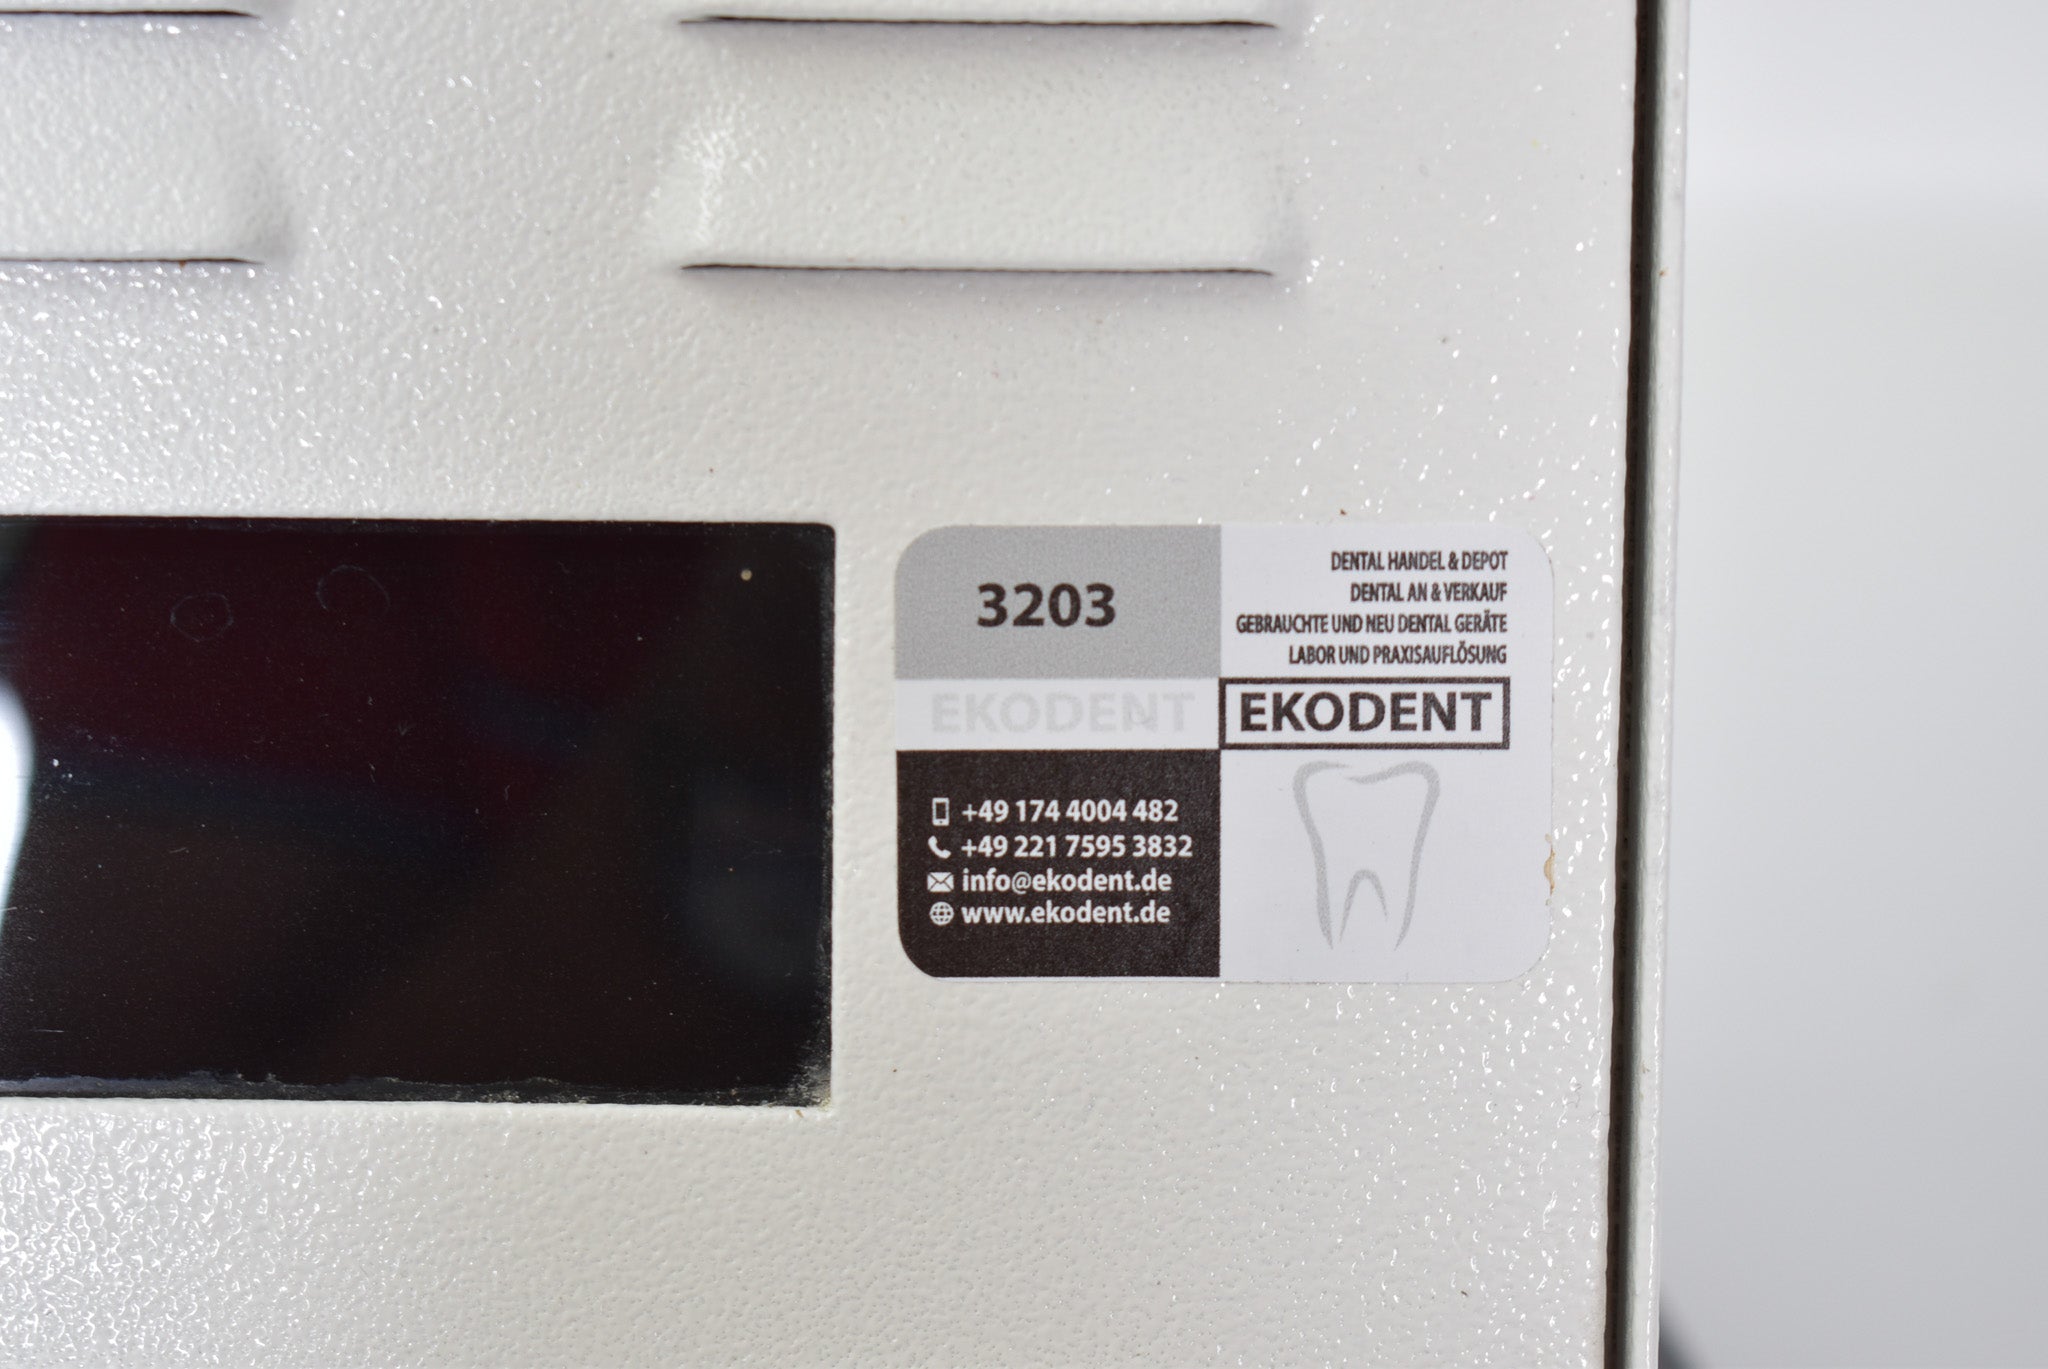 3203
EKODENT
+49 174 4004 482
+49 221 7595 3832
info@ekodent.de
www.ekodent.de
DENTAL HANDEL & DEPOT
DENTAL AN & VERKAUF
GEBRAUCHTE UND NEU DENTAL GERÄTE
LABOR UND PRAXISAUFLÖSUNG
EKODENT